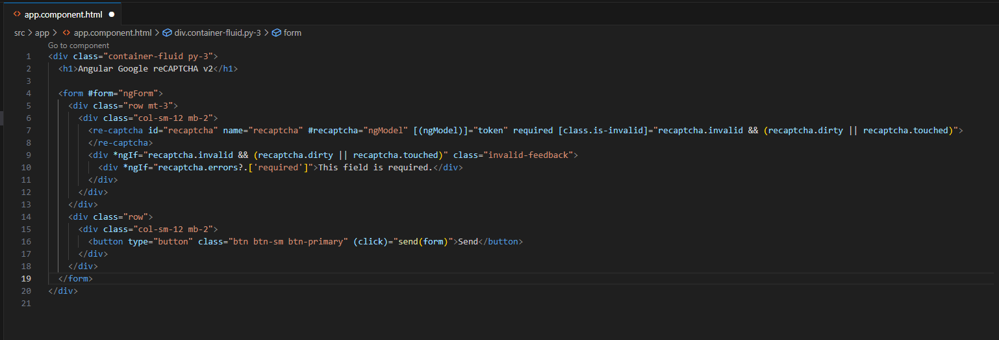 app.component.html
src > app > app.component.html > div.container-fluid.py-3 > form
Go to component
1 <div class="container-fluid py-3">
2 <h1>Angular Google reCAPTCHA v2</h1>
3
4 <form #form="ngForm">
5 <div class="row mt-3">
6 <div class="col-sm-12 mb-2">
7 <re-captcha id="recaptcha" name="recaptcha" #recaptcha="ngModel" [(ngModel)]="token" required [class.is-invalid]="recaptcha.invalid && (recaptcha.dirty || recaptcha.touched)">
8 </re-captcha>
9 <div *ngIf="recaptcha.invalid && (recaptcha.dirty || recaptcha.touched)" class="invalid-feedback">
10 <div *ngIf="recaptcha.errors?.['required']">This field is required.</div>
11 </div>
12 </div>
13 </div>
14 <div class="row">
15 <div class="col-sm-12 mb-2">
16 <button type="button" class="btn btn-sm btn-primary" (click)="send(form)">Send</button>
17 </div>
18 </div>
19 </form>
20 </div>
21